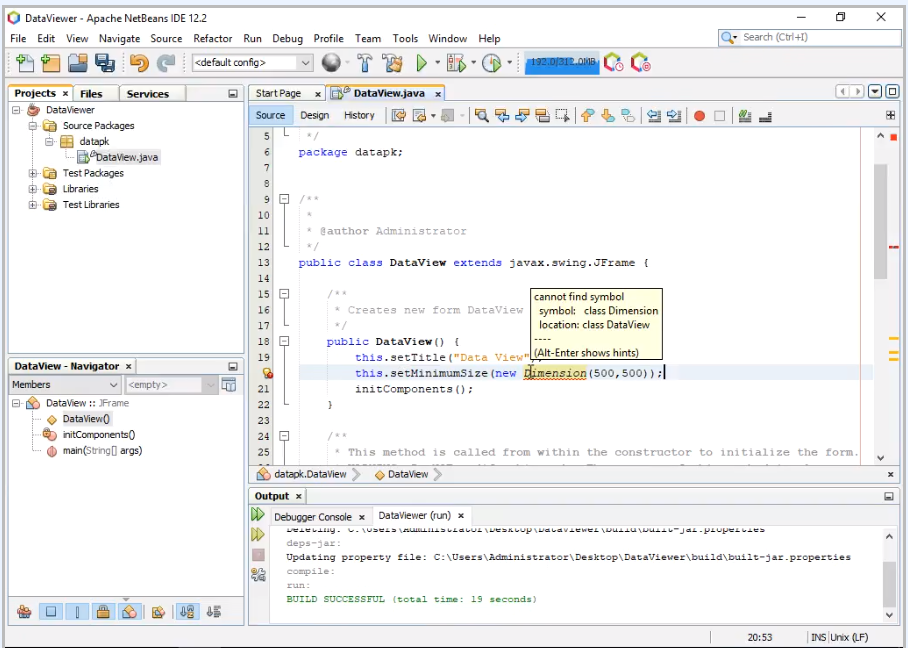 DataViewer - Apache NetBeans IDE 12.2
File Edit View Navigate Source Refactor Run Debug Profile Team Tools Window Help
Search (Ctrl+I)
<default config>
Projects × Files Services
DataViewer
Source Packages
datapk
DataView.java
Test Packages
Libraries
Test Libraries
Start Page × DataView.java ×
Source Design History
5 */
6 package datapk;
7
8
9 /**
10 *
11 * @author Administrator
12 */
13 public class DataView extends javax.swing.JFrame {
14
15 /**
16 * Creates new form DataView
17 */
18 public DataView() {
19 this.setTitle("Data View");
this.setMinimumSize(new Dimension(500,500));
21 initComponents();
22 }
23
24 /**
25 * This method is called from within the constructor to initialize the form.
cannot find symbol
symbol: class Dimension
location: class DataView
----
(Alt-Enter shows hints)
datapk.DataView DataView
DataView - Navigator ×
Members <empty>
DataView :: JFrame
DataView()
initComponents()
main(String[] args)
Output ×
Debugger Console × DataViewer (run) ×
Deleting: C:\Users\Administrator\Desktop\DataViewer\build\built-jar.properties
deps-jar:
Updating property file: C:\Users\Administrator\Desktop\DataViewer\build\built-jar.properties
compile:
run:
BUILD SUCCESSFUL (total time: 19 seconds)
20:53 INS Unix (LF)